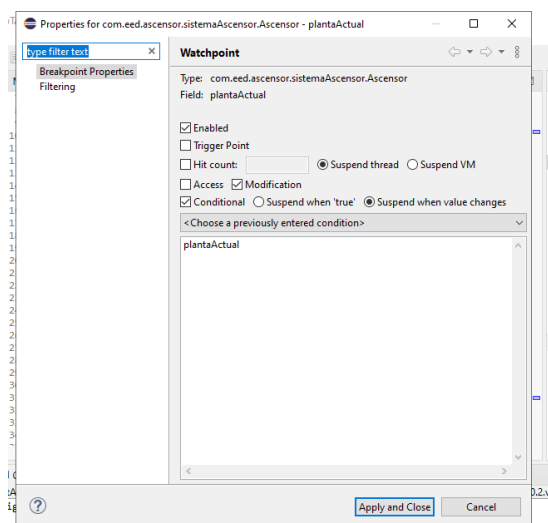 Properties for com.eed.ascensor.sistemaAscensor.Ascensor - plantaActual
type filter text
Breakpoint Properties
Filtering
Watchpoint
Type: com.eed.ascensor.sistemaAscensor.Ascensor
Field: plantaActual
Enabled
Trigger Point
Hit count: Suspend thread Suspend VM
Access Modification
Conditional Suspend when 'true' Suspend when value changes
<Choose a previously entered condition>
plantaActual
Apply and Close Cancel